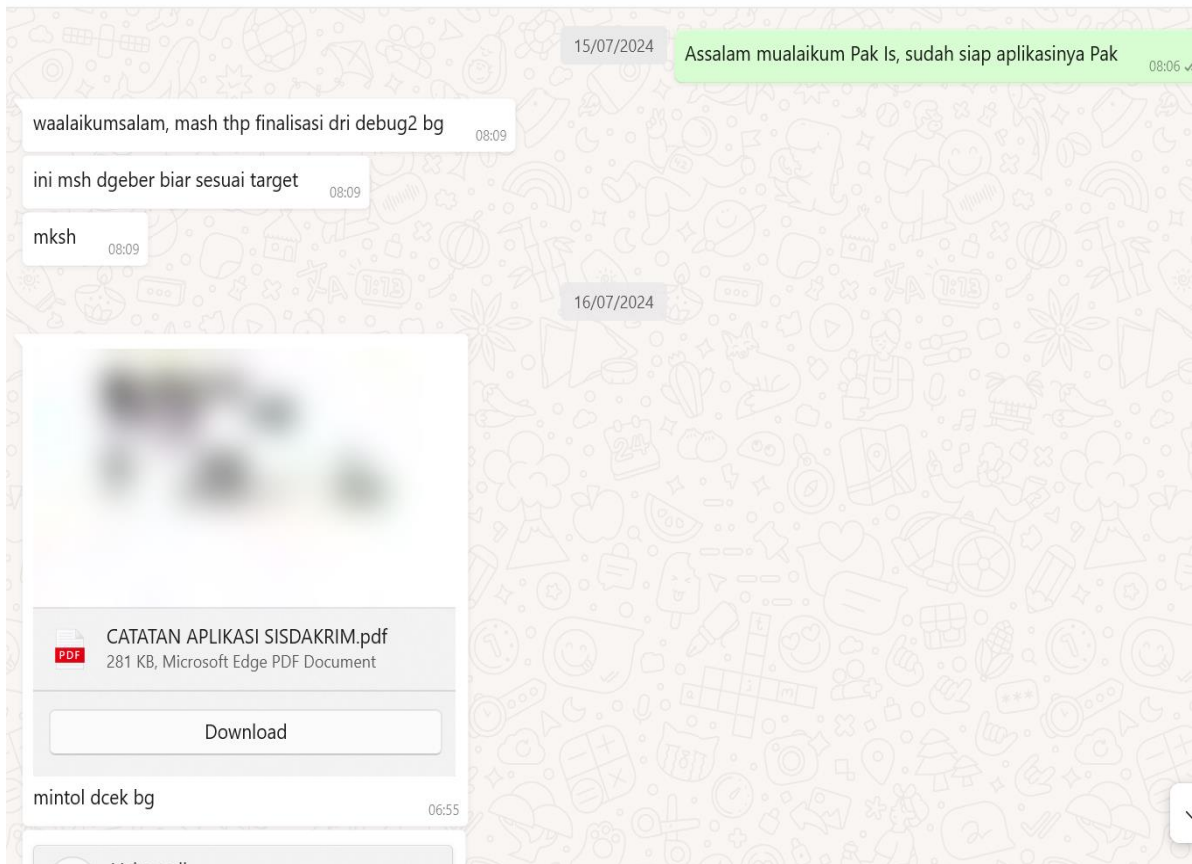 15/07/2024
Assalam mualaikum Pak Is, sudah siap aplikasinya Pak
08:06
waalaikumsalam, mash thp finalisasi dri debug2 bg
08:09
ini msh dgeber biar sesuai target
08:09
mksh
08:09
16/07/2024
PDF
CATATAN APLIKASI SISDAKRIM.pdf
281 KB, Microsoft Edge PDF Document
Download
mintol dcek bg
06:55